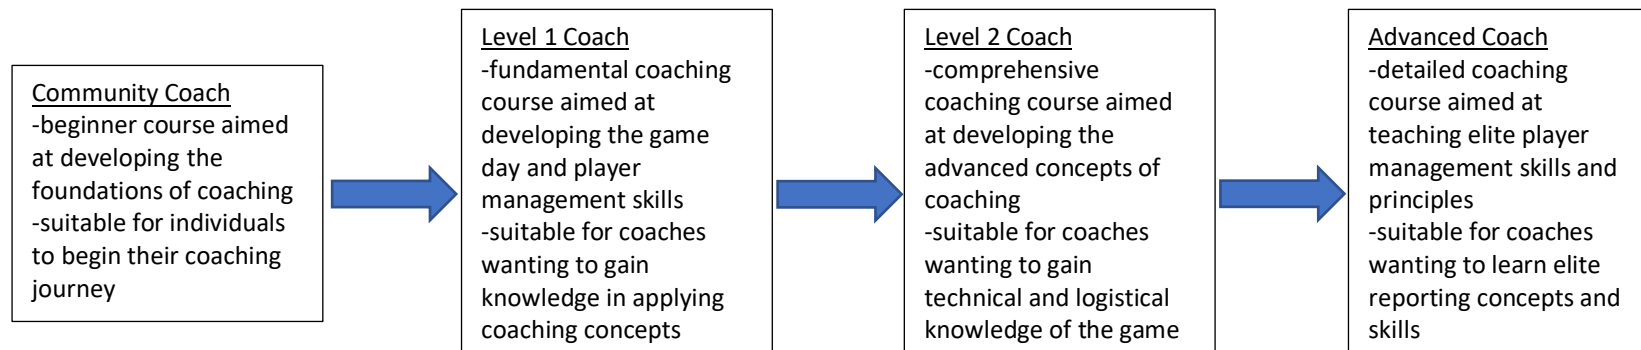 Community Coach
-beginner course aimed
at developing the
foundations of coaching
-suitable for individuals
to begin their coaching
journey
Level 1 Coach
-fundamental coaching
course aimed at
developing the game
day and player
management skills
-suitable for coaches
wanting to gain
knowledge in applying
coaching concepts
Level 2 Coach
-comprehensive
coaching course aimed
at developing the
advanced concepts of
coaching
-suitable for coaches
wanting to gain
technical and logistical
knowledge of the game
Advanced Coach
-detailed coaching
course aimed at
teaching elite player
management skills and
principles
-suitable for coaches
wanting to learn elite
reporting concepts and
skills